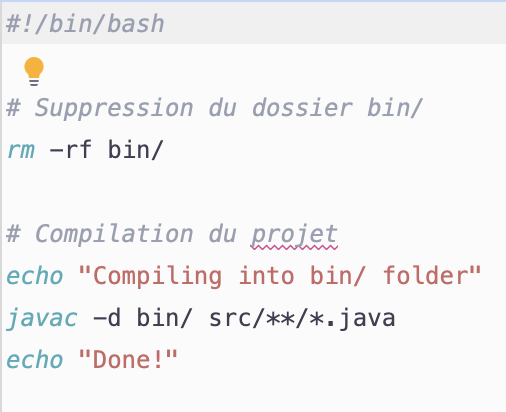 #!/bin/bash
# Suppression du dossier bin/
rm -rf bin/
# Compilation du projet
echo "Compiling into bin/ folder"
javac -d bin/ src/**/*.java
echo "Done!"